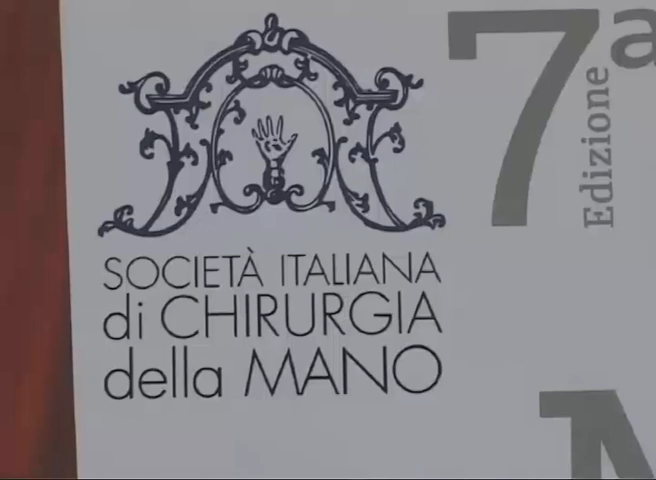 SOCIETÀ ITALIANA
di CHIRURGIA
della MANO
7a
Edizione